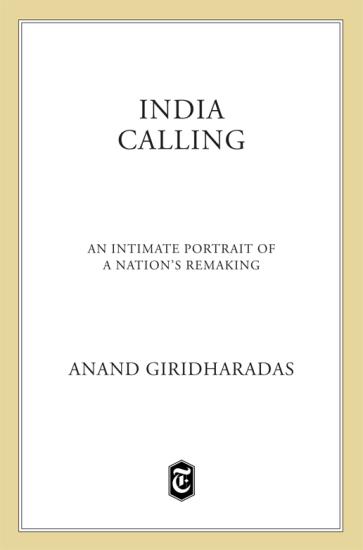 INDIA
CALLING
AN INTIMATE PORTRAIT OF
A NATION'S REMAKING
ANAND GIRIDHARADAS
T